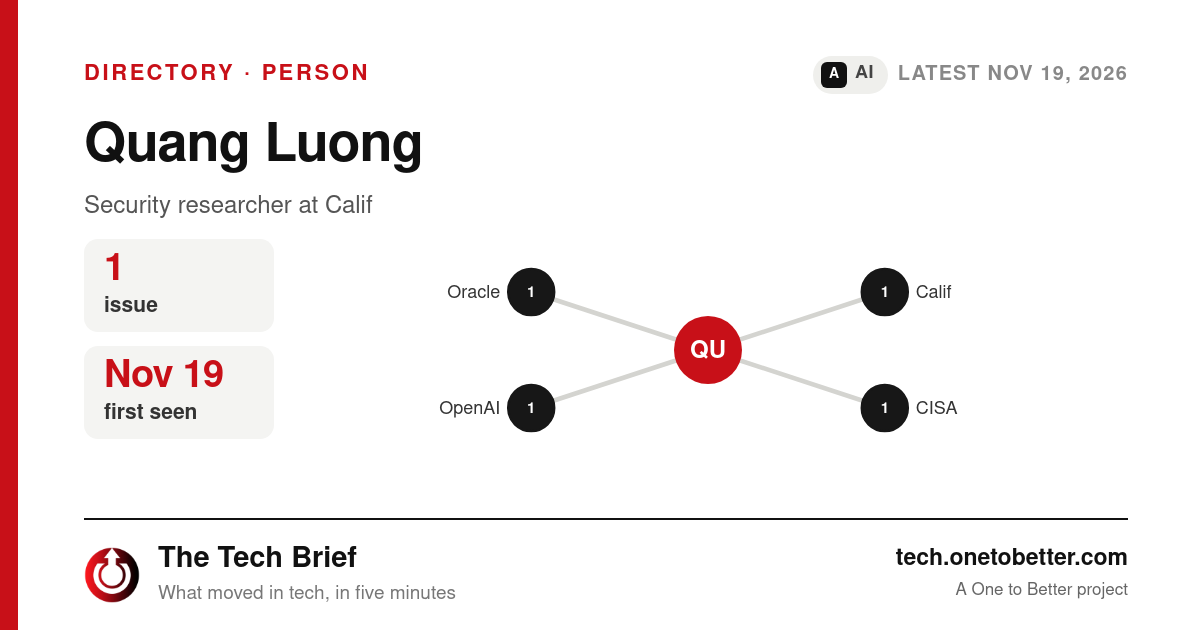 DIRECTORY · PERSON
A AI LATEST NOV 19, 2026
Quang Luong
Security researcher at Calif
1
issue
Nov 19
first seen
Oracle 1
1 Calif
QU
OpenAI 1
1 CISA
The Tech Brief
What moved in tech, in five minutes
tech.onetobetter.com
A One to Better project